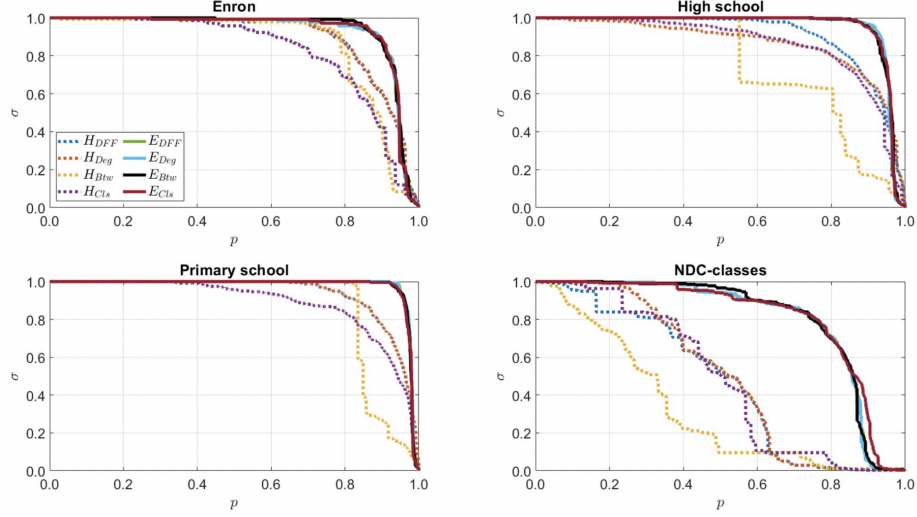 Enron
1.0
0.8
0.6
0.4
0.2
0.0
σ
H_DFF E_DFF
H_Deg E_Deg
H_Btw E_Btw
H_Cls E_Cls
0.0 0.2 0.4 0.6 0.8 1.0
p
High school
1.0
0.8
0.6
0.4
0.2
0.0
σ
0.0 0.2 0.4 0.6 0.8 1.0
p
Primary school
1.0
0.8
0.6
0.4
0.2
0.0
σ
0.0 0.2 0.4 0.6 0.8 1.0
p
NDC-classes
1.0
0.8
0.6
0.4
0.2
0.0
σ
0.0 0.2 0.4 0.6 0.8 1.0
p